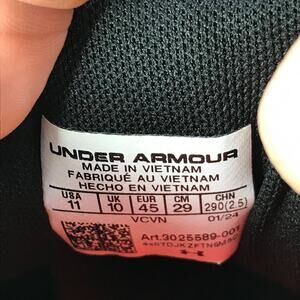 UNDER ARMOUR
MADE IN VIETNAM
FABRIQUÉ AU VIETNAM
HECHO EN VIETNAM
USA UK EUR CM CHN
11 10 45 29 290(2.5)
VCVN 01/24
Art.3025589-001